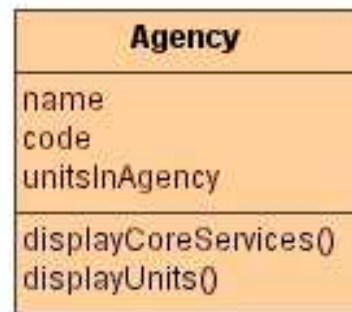 Agency
name
code
unitsInAgency
displayCoreServices()
displayUnits()